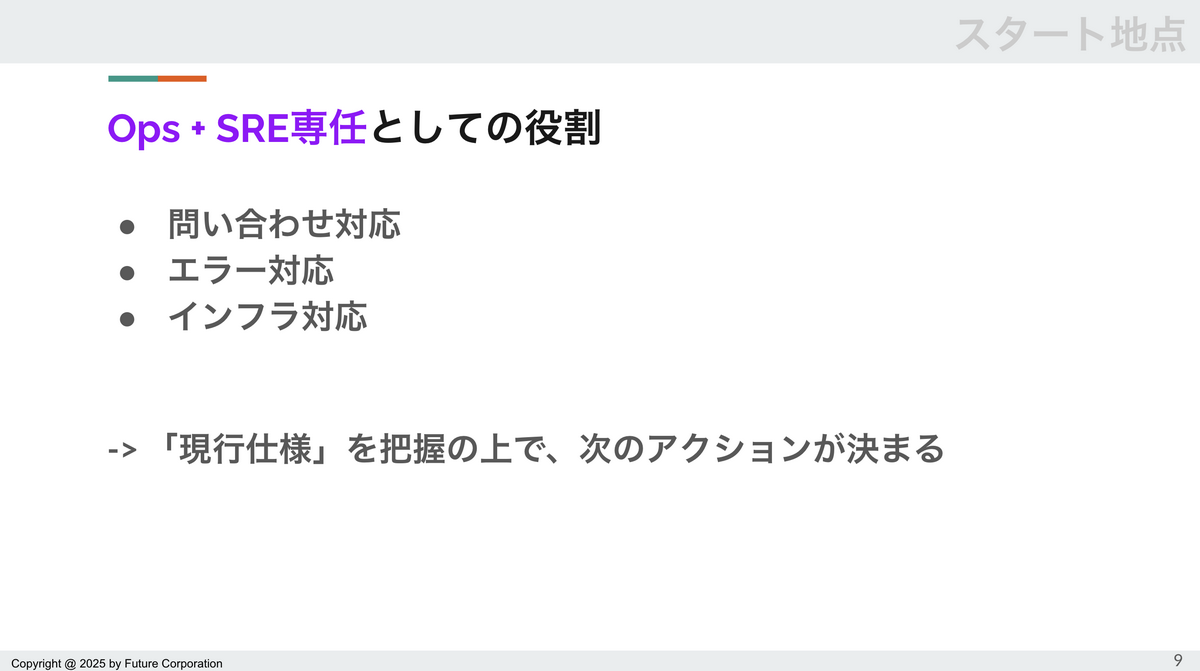 スタート地点
Ops + SRE専任としての役割
● 問い合わせ対応
● エラー対応
● インフラ対応
-> 「現行仕様」を把握の上で、次のアクションが決まる
Copyright @ 2025 by Future Corporation
9